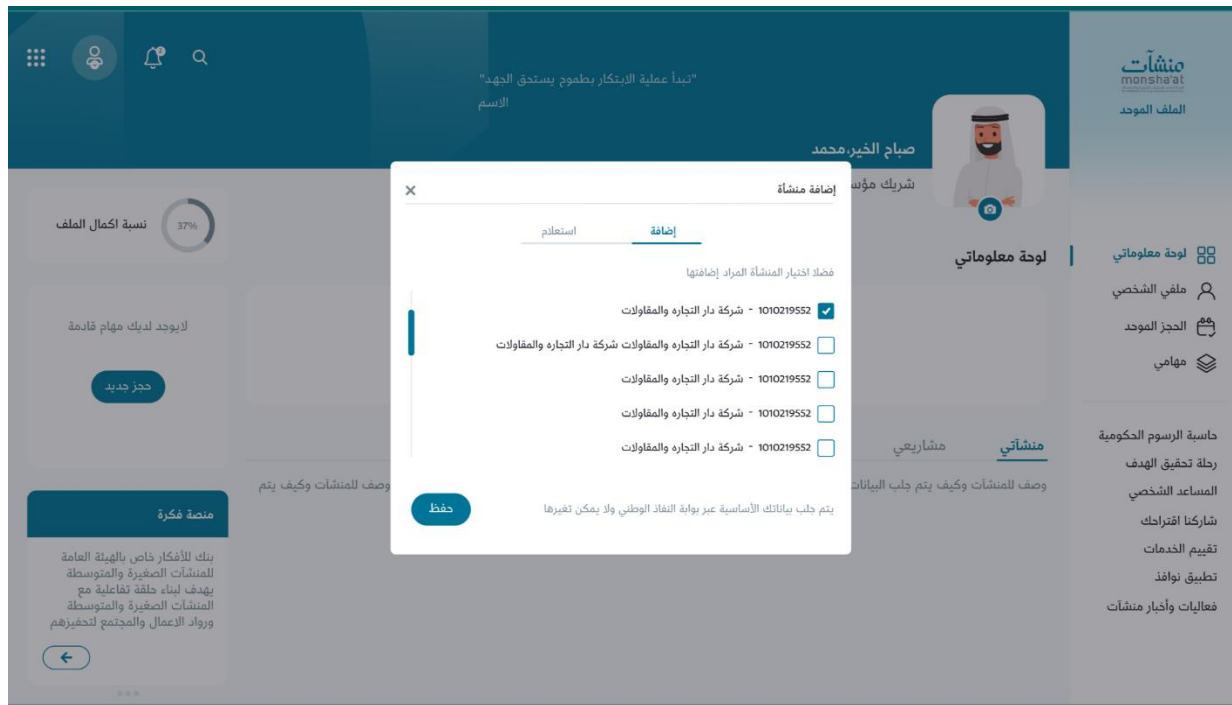 منشآت
monsha'at
الملف الموحد
"تبدأ عملية الابتكار بطموح يستحق الجهد"
الاسم
صباح الخير،محمد
شريك مؤس
نسبة اكمال الملف
37%
لوحة معلوماتي
لوحة معلوماتي
ملفي الشخصي
الحجز الموحد
مهامي
حاسبة الرسوم الحكومية
رحلة تحقيق الهدف
المساعد الشخصي
شاركنا اقتراحك
تقييم الخدمات
تطبيق نوافذ
فعاليات وأخبار منشآت
إضافة منشأة
إضافة
استعلام
فضلا اختيار المنشأة المراد إضافتها
1010219552 - شركة دار التجاره والمقاولات
1010219552 - شركة دار التجاره والمقاولات شركة دار التجاره والمقاولات
1010219552 - شركة دار التجاره والمقاولات
1010219552 - شركة دار التجاره والمقاولات
1010219552 - شركة دار التجاره والمقاولات
يتم جلب بياناتك الأساسية عبر بوابة النفاذ الوطني ولا يمكن تغيرها
حفظ
منشآتي
مشاريعي
وصف للمنشآت وكيف يتم جلب البيانات
وصف للمنشآت وكيف يتم
لايوجد لديك مهام قادمة
حجز جديد
منصة فكرة
بنك للأفكار خاص بالهيئة العامة
للمنشآت الصغيرة والمتوسطة
يهدف لبناء حلقة تفاعلية مع
المنشآت الصغيرة والمتوسطة
ورواد الاعمال والمجتمع لتحفيزهم